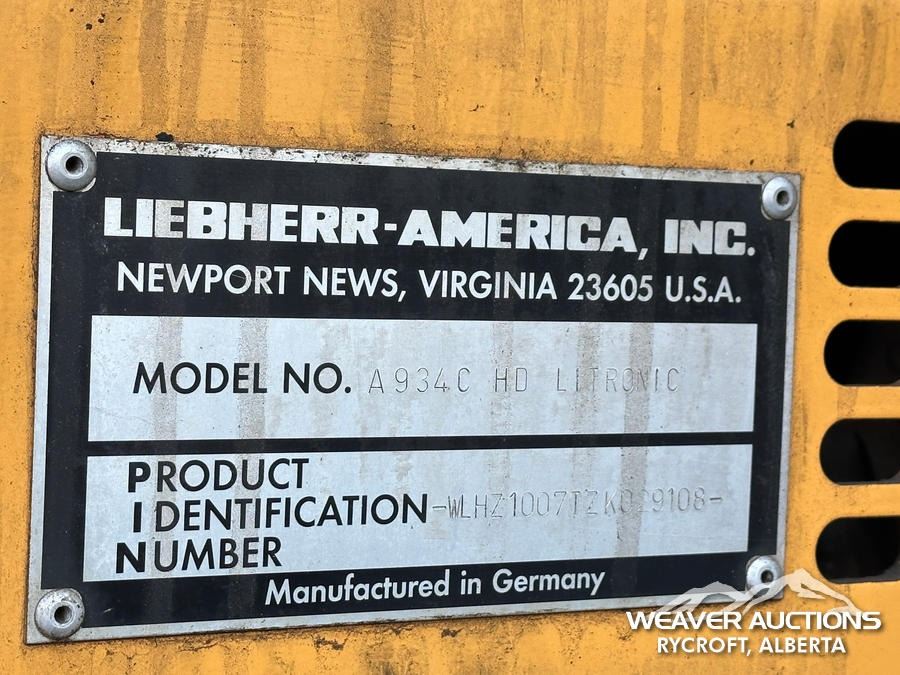 LIEBHERR-AMERICA, INC.
NEWPORT NEWS, VIRGINIA 23605 U.S.A.
MODEL NO. A934C HD LITRONIC
PRODUCT
IDENTIFICATION -WLHZ1007TZK029108-
NUMBER
Manufactured in Germany
WEAVER AUCTIONS
RYCROFT, ALBERTA